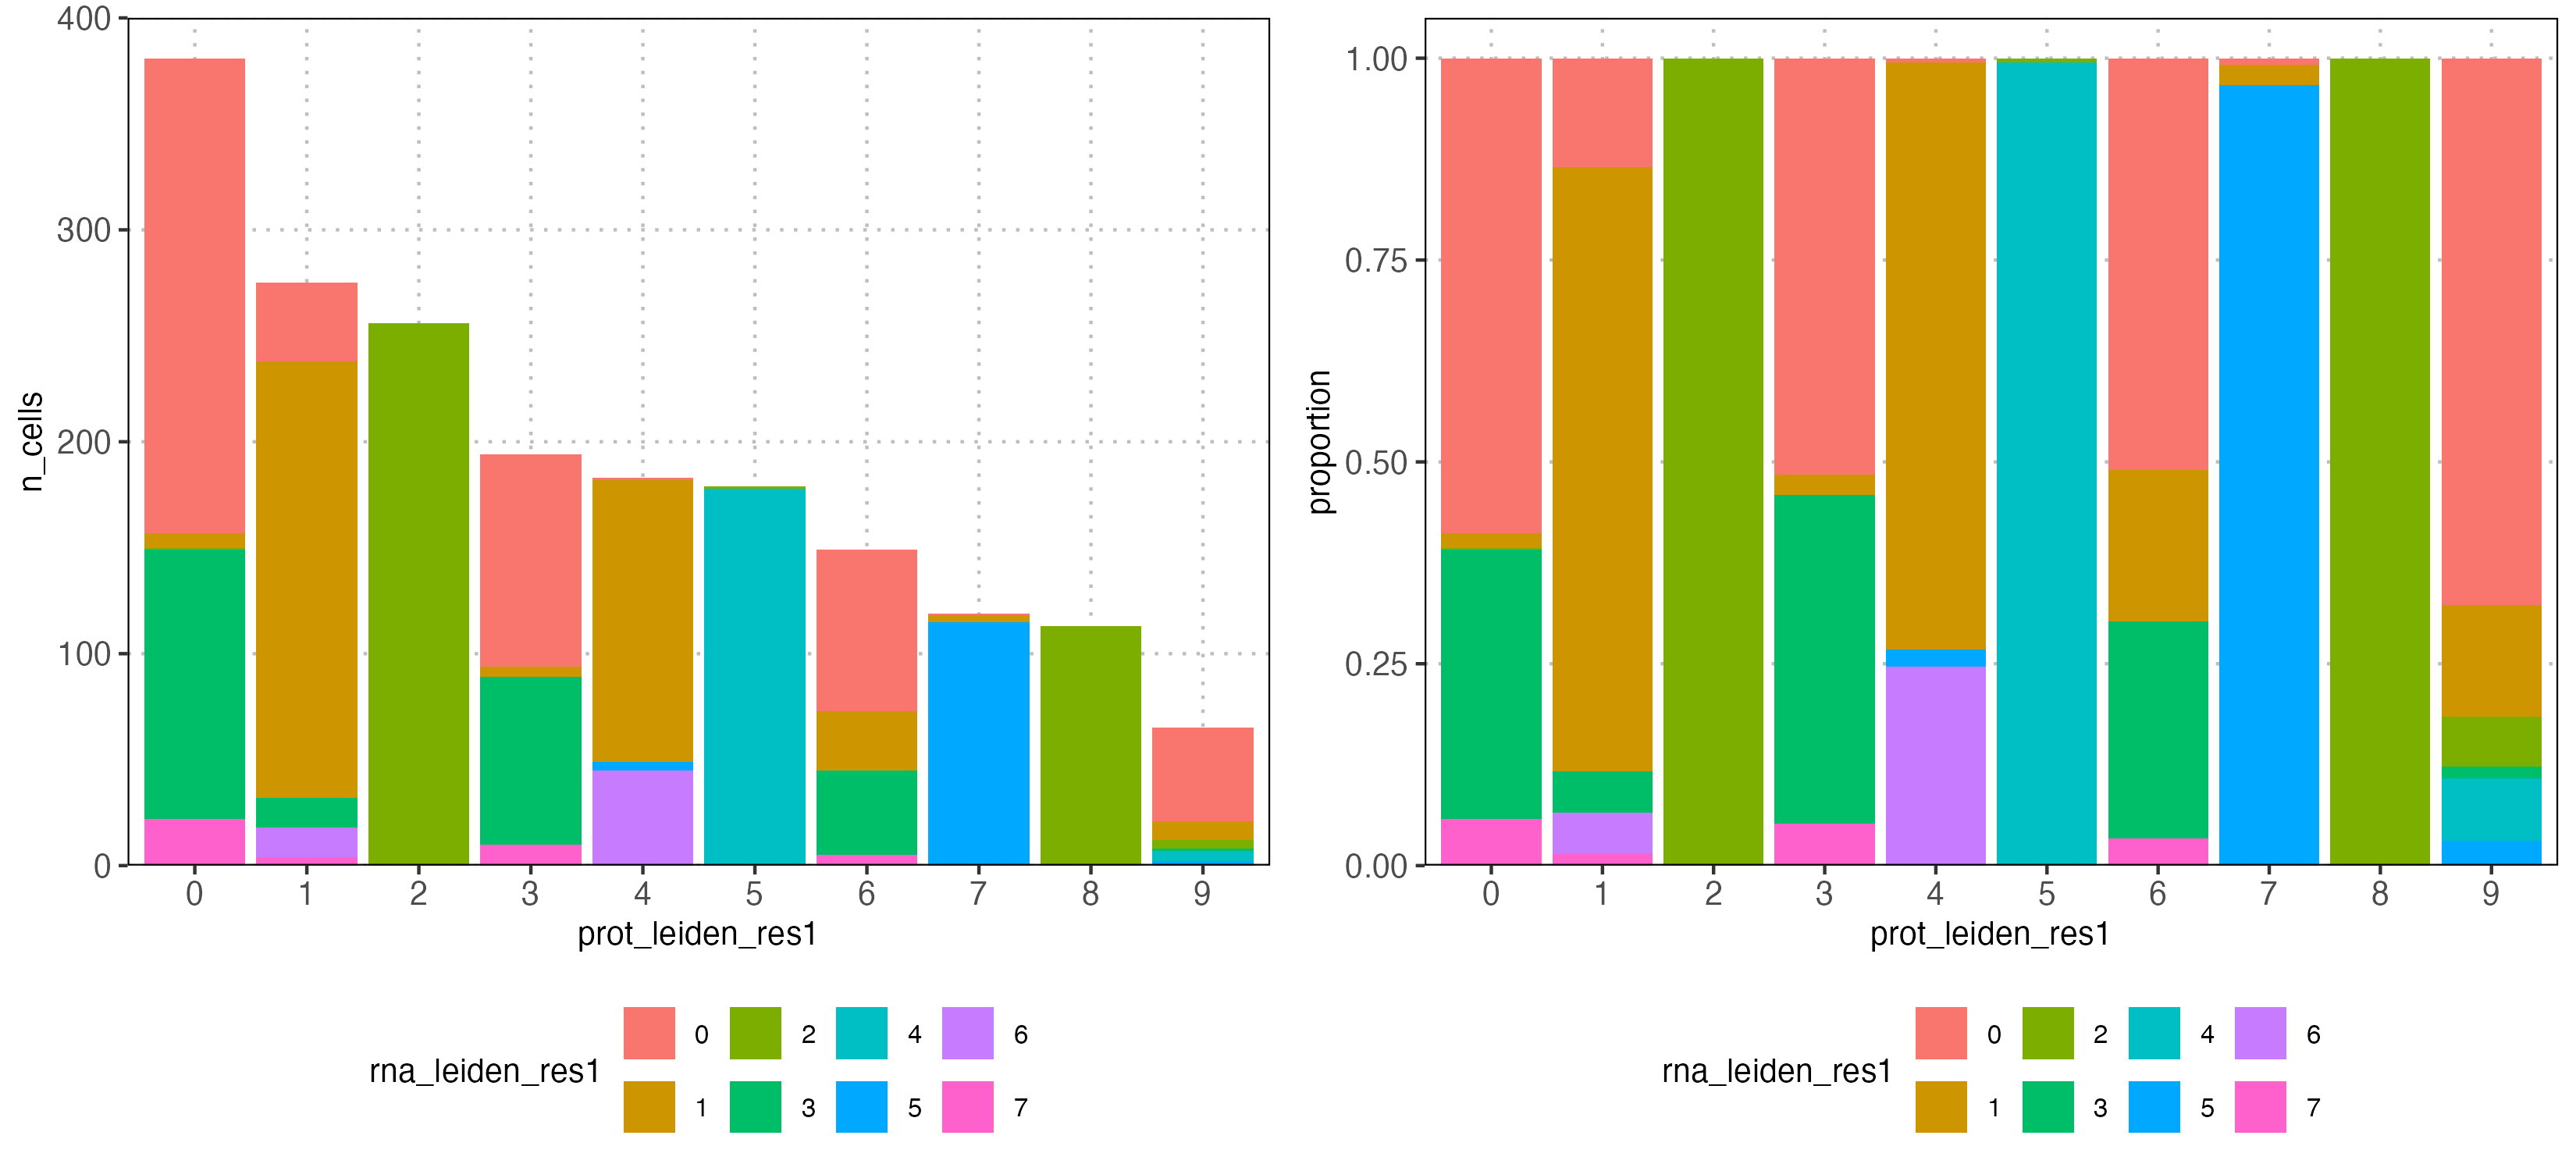 400
300
200
100
0
n_cells
0 1 2 3 4 5 6 7 8 9
prot_leiden_res1
rna_leiden_res1
0 2 4 6
1 3 5 7
1.00
0.75
0.50
0.25
0.00
proportion
0 1 2 3 4 5 6 7 8 9
prot_leiden_res1
rna_leiden_res1
0 2 4 6
1 3 5 7